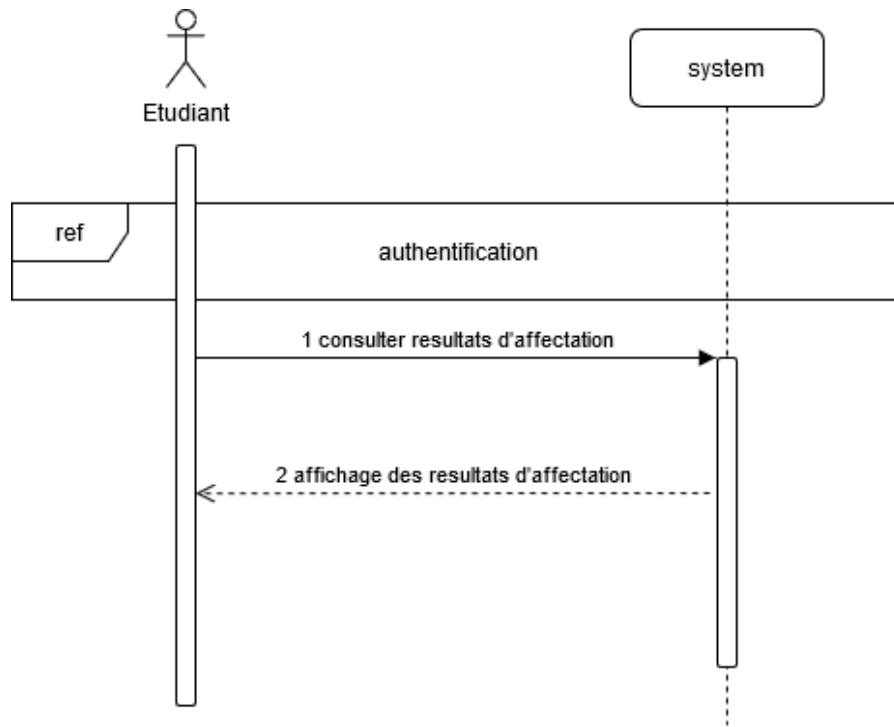 Etudiant
system
ref
authentification
1 consulter resultats d'affectation
2 affichage des resultats d'affectation